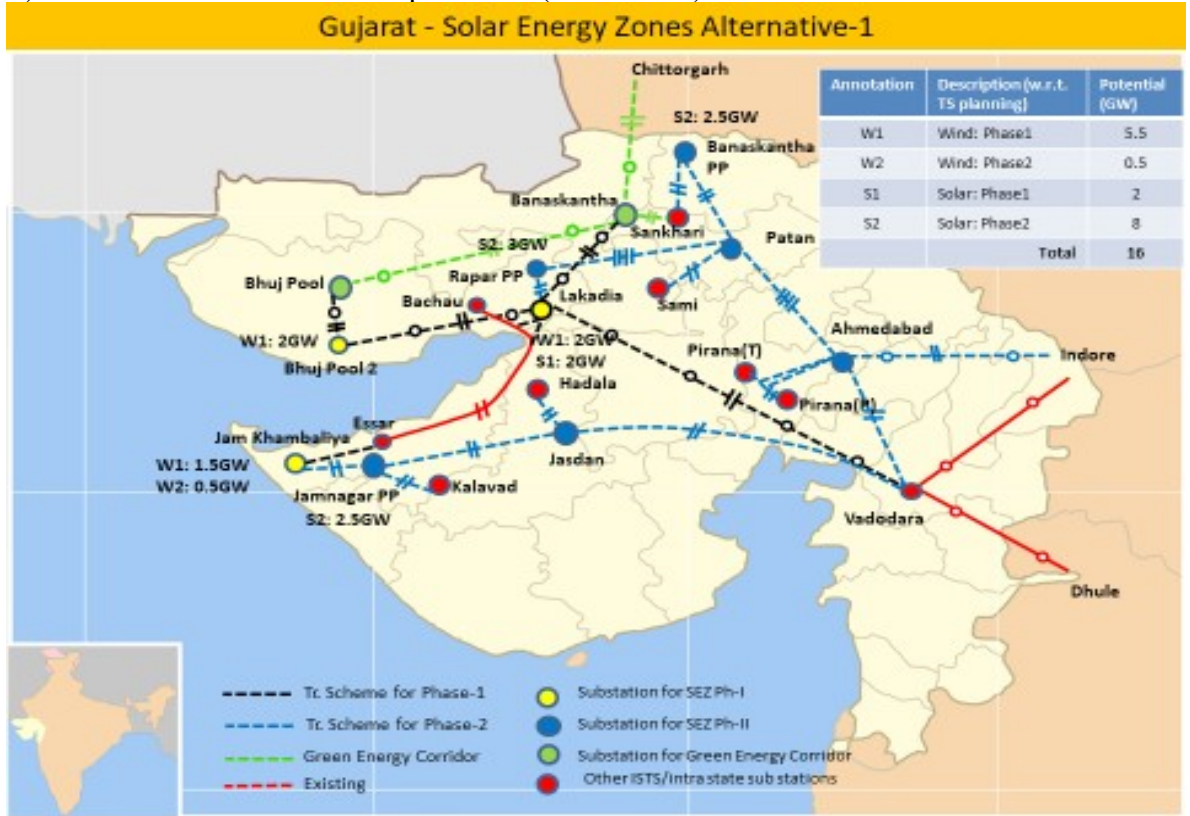 Gujarat - Solar Energy Zones Alternative-1
Chittorgarh
Annotation Description (w.r.t. TS planning) Potential (GW)
W1 Wind: Phase1 5.5
W2 Wind: Phase2 0.5
S1 Solar: Phase1 2
S2 Solar: Phase2 8
Total 16
S2: 2.5GW
Banaskantha
PP
Banaskantha
Sankhari
Patan
S2: 3GW
Rapar PP
Bhuj Pool
Bachau
Lakadia
Sami
Ahmedabad
W1: 2GW
Bhuj Pool 2
W1: 2GW
S1: 2GW
Pirana(T)
Indore
Hadala
Pirana(B)
Essar
Jam Khambaliya
Jasdan
W1: 1.5GW
W2: 0.5GW
Jamnagar PP
Kalavad
S2: 2.5GW
Vadodara
Dhule
Tr. Scheme for Phase-1
Substation for SEZ Ph-I
Tr. Scheme for Phase-2
Substation for SEZ Ph-II
Green Energy Corridor
Substation for Green Energy Corridor
Existing
Other ISTS/intra state sub stations